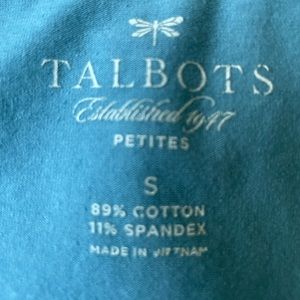 TALBOTS
Established 1947
PETITES
S
89% COTTON
11% SPANDEX
MADE IN VIETNAM